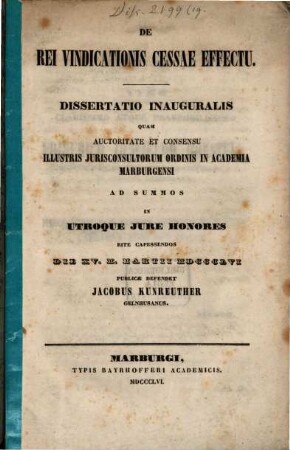 Diss. 2199 (9.
DE
REI VINDICATIONIS CESSAE EFFECTU.
DISSERTATIO INAUGURALIS
QUAM
AUCTORITATE ET CONSENSU
ILLUSTRIS JURISCONSULTORUM ORDINIS IN ACADEMIA
MARBURGENSI
AD SUMMOS
IN
UTROQUE JURE HONORES
RITE CAPESSENDOS
DIE XV. M. MARTII MDCCCLVI
PUBLICE DEFENDET
JACOBUS KUNREUTHER
GELNHUSANUS.
MARBURGI,
TYPIS BAYRHOFFERI ACADEMICIS.
MDCCCLVI.